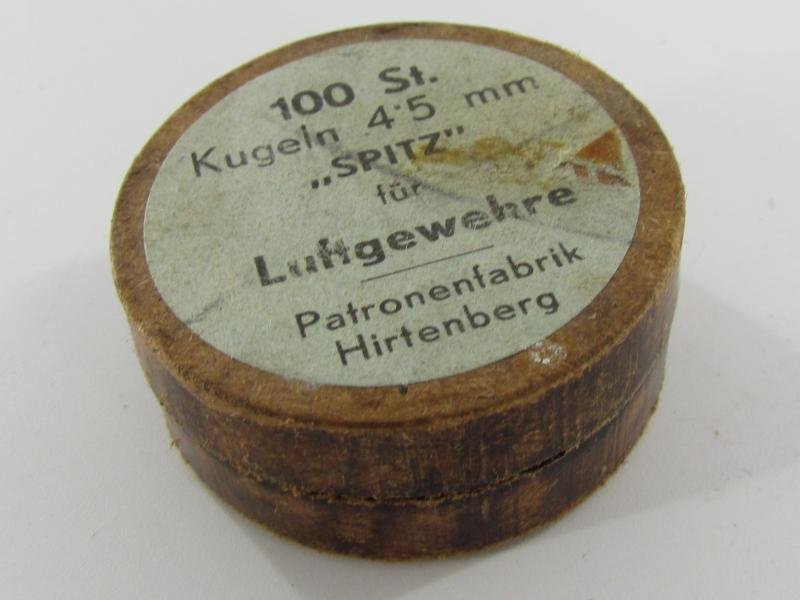 100 St.
Kugeln 4·5 mm
„SPITZ"
für
Luftgewehre
Patronenfabrik
Hirtenberg